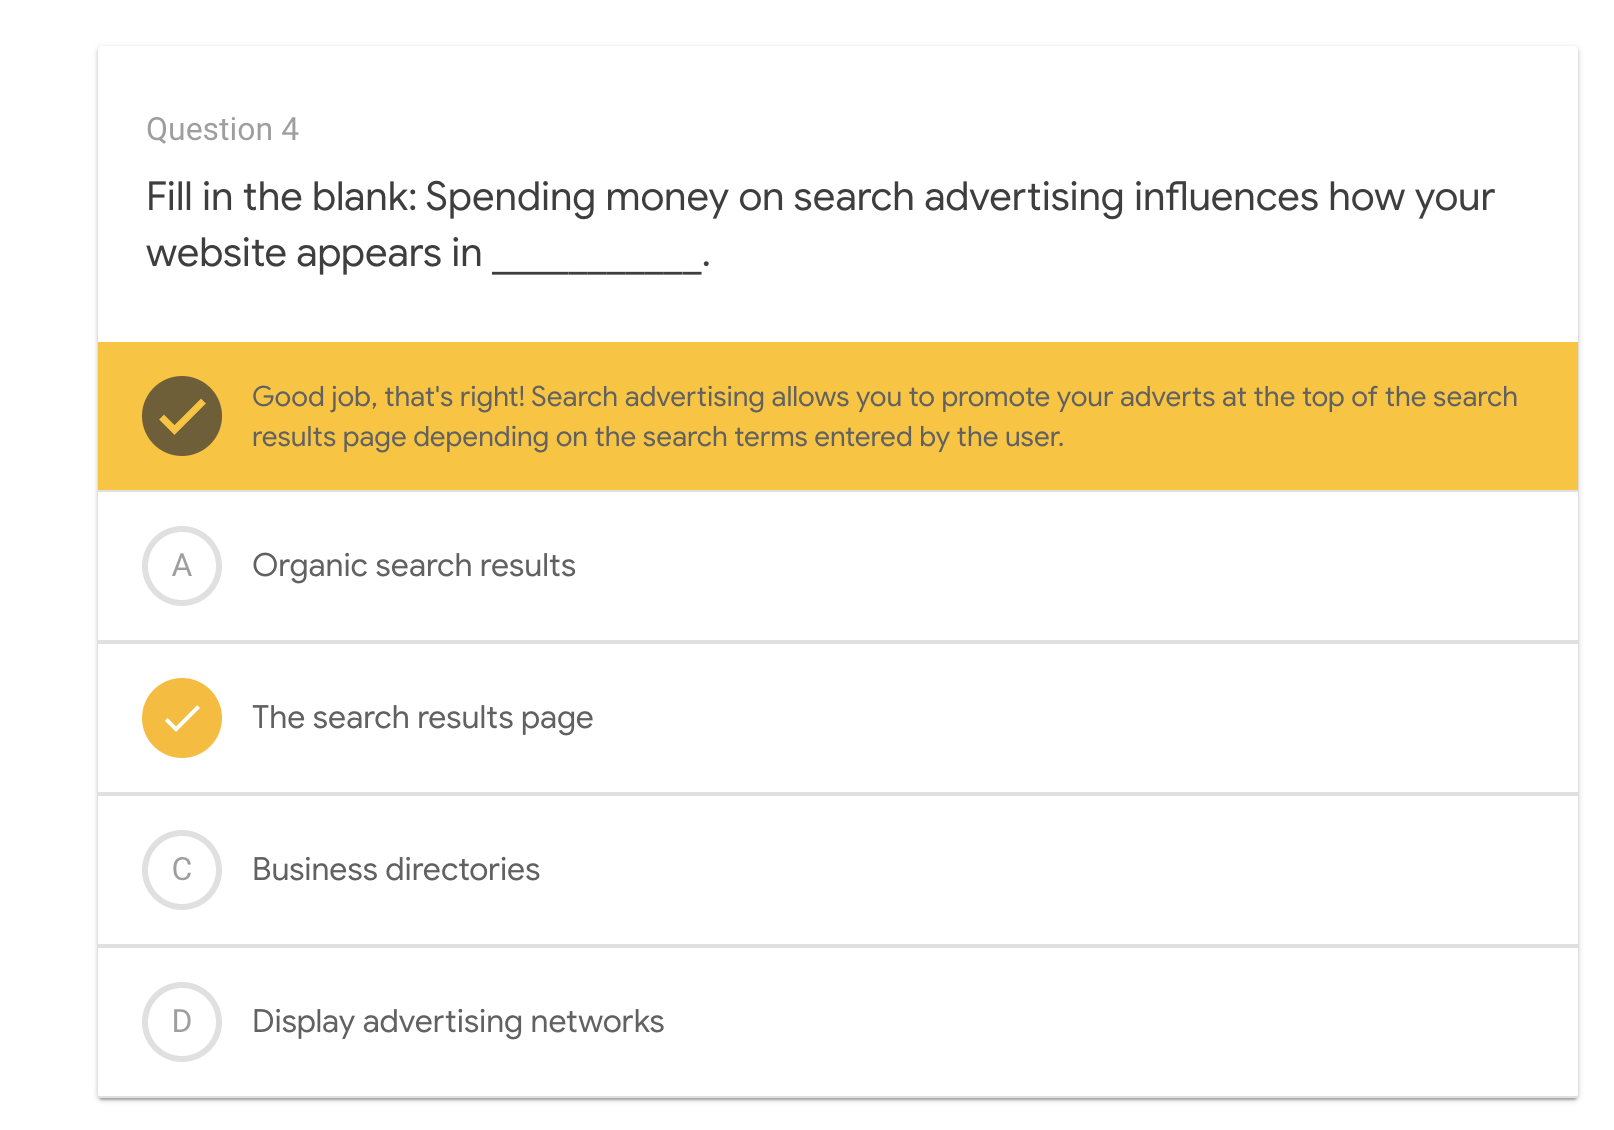 Question 4
Fill in the blank: Spending money on search advertising influences how your
website appears in ___________.
Good job, that's right! Search advertising allows you to promote your adverts at the top of the search
results page depending on the search terms entered by the user.
A Organic search results
The search results page
C Business directories
D Display advertising networks